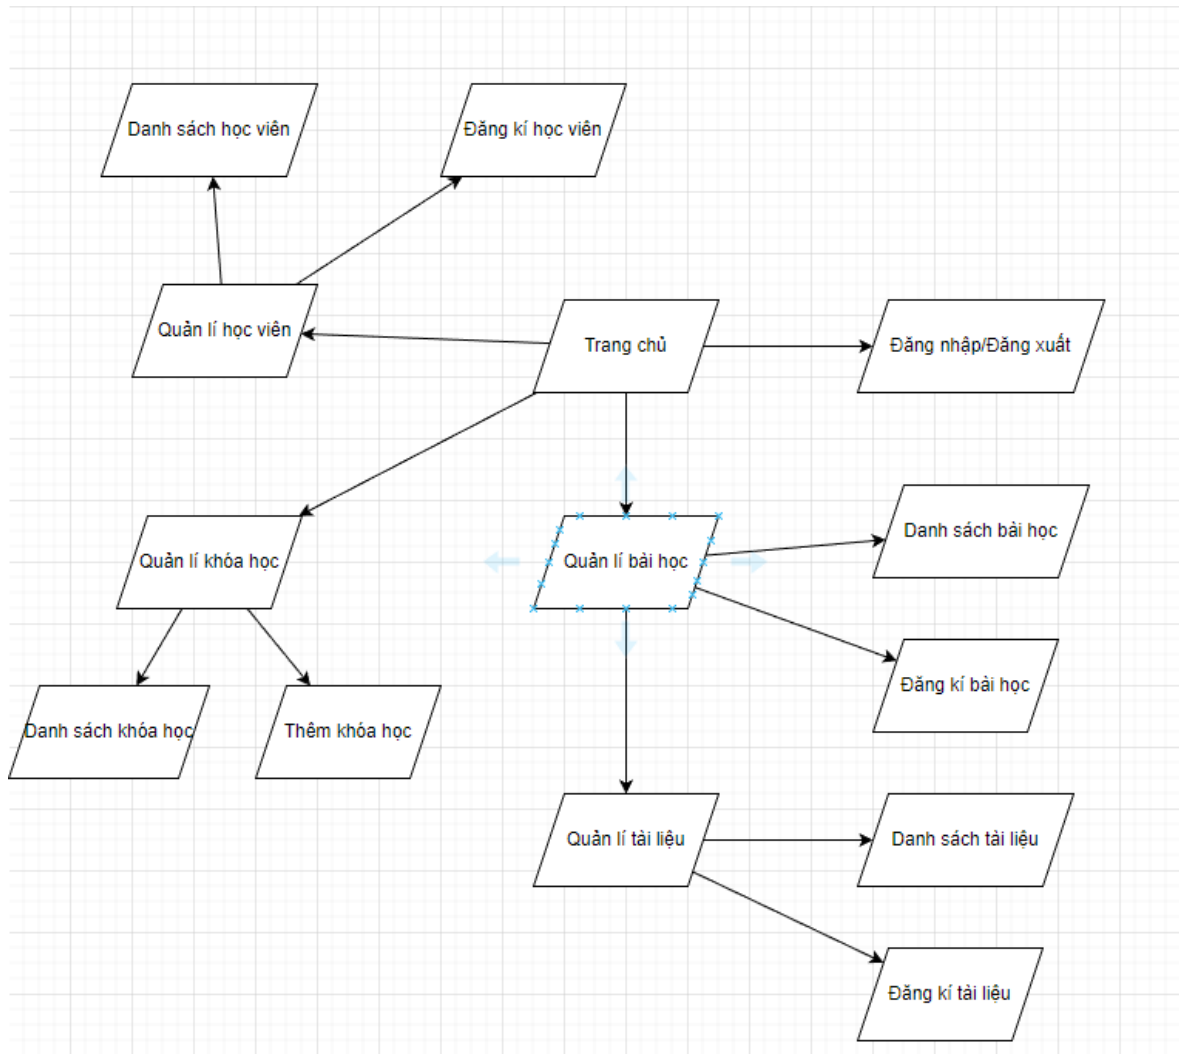 Danh sách học viên
Đăng kí học viên
Quản lí học viên
Trang chủ
Đăng nhập/Đăng xuất
Quản lí khóa học
Quản lí bài học
Danh sách bài học
Đăng kí bài học
Danh sách khóa học
Thêm khóa học
Quản lí tài liệu
Danh sách tài liệu
Đăng kí tài liệu